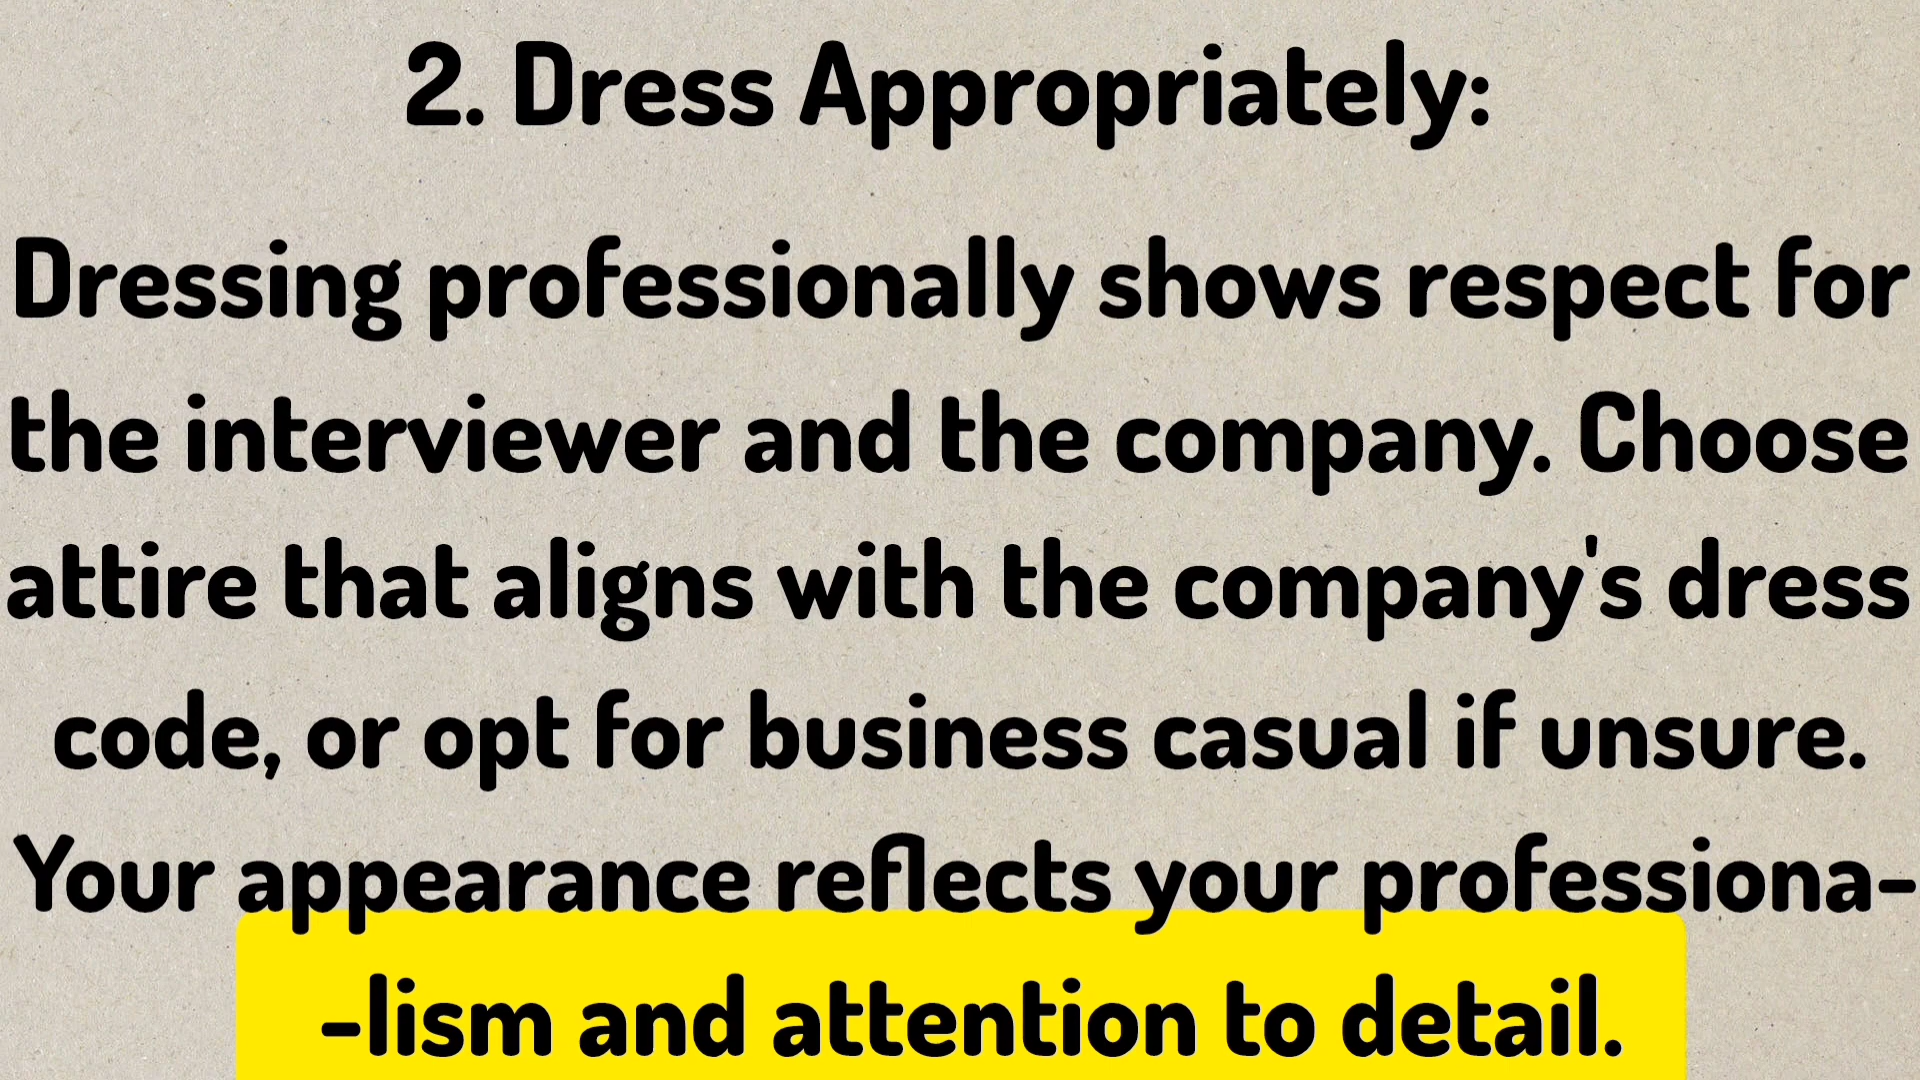 2. Dress Appropriately:
Dressing professionally shows respect for
the interviewer and the company. Choose
attire that aligns with the company's dress
code, or opt for business casual if unsure.
Your appearance reflects your professiona-
-lism and attention to detail.